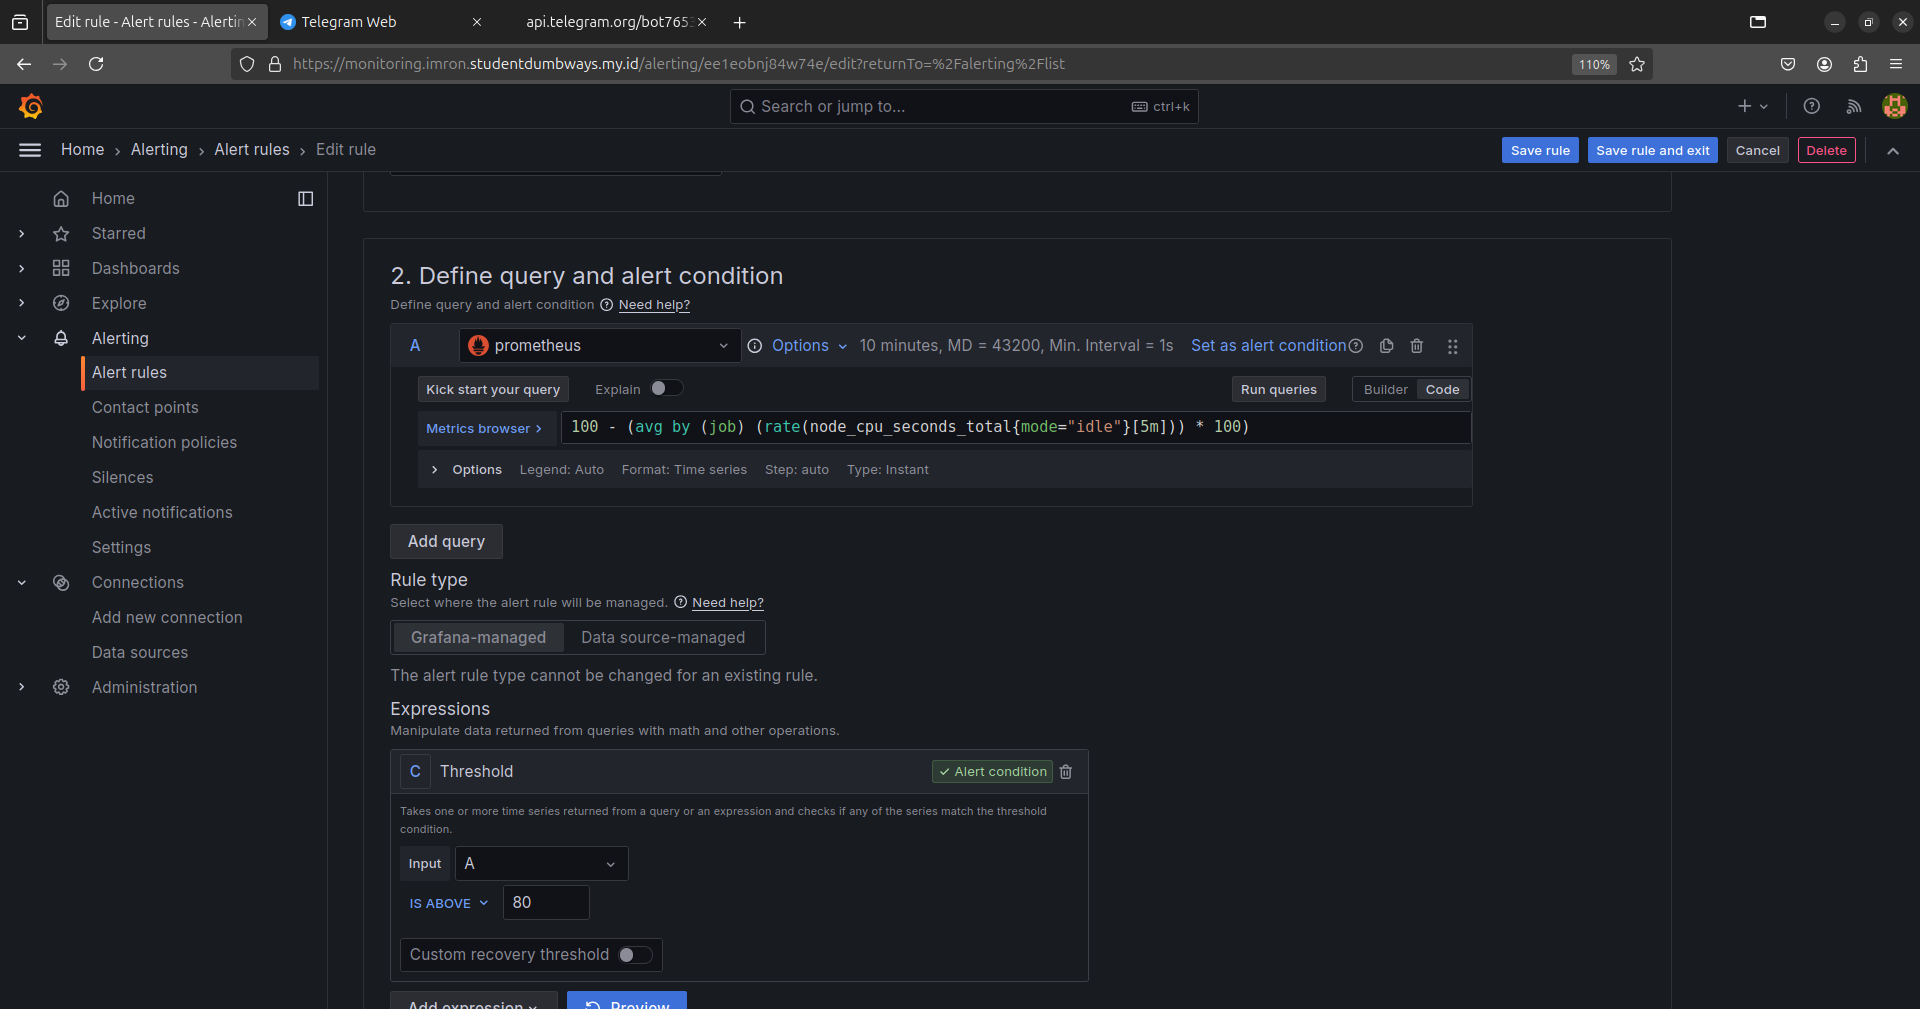 Edit rule - Alert rules - Alertin
Telegram Web
api.telegram.org/bot765
https://monitoring.imron.studentdumbways.my.id/alerting/ee1eobnj84w74e/edit?returnTo=%2Falerting%2Flist
110%
Search or jump to...
ctrl+k
Home > Alerting > Alert rules > Edit rule
Save rule
Save rule and exit
Cancel
Delete
Home
Starred
Dashboards
Explore
Alerting
Alert rules
Contact points
Notification policies
Silences
Active notifications
Settings
Connections
Add new connection
Data sources
Administration
2. Define query and alert condition
Define query and alert condition Need help?
A prometheus Options 10 minutes, MD = 43200, Min. Interval = 1s Set as alert condition
Kick start your query Explain Run queries Builder Code
Metrics browser > 100 - (avg by (job) (rate(node_cpu_seconds_total{mode="idle"}[5m])) * 100)
Options Legend: Auto Format: Time series Step: auto Type: Instant
Add query
Rule type
Select where the alert rule will be managed. Need help?
Grafana-managed Data source-managed
The alert rule type cannot be changed for an existing rule.
Expressions
Manipulate data returned from queries with math and other operations.
C Threshold Alert condition
Takes one or more time series returned from a query or an expression and checks if any of the series match the threshold
condition.
Input A
IS ABOVE 80
Custom recovery threshold
Add expression Preview